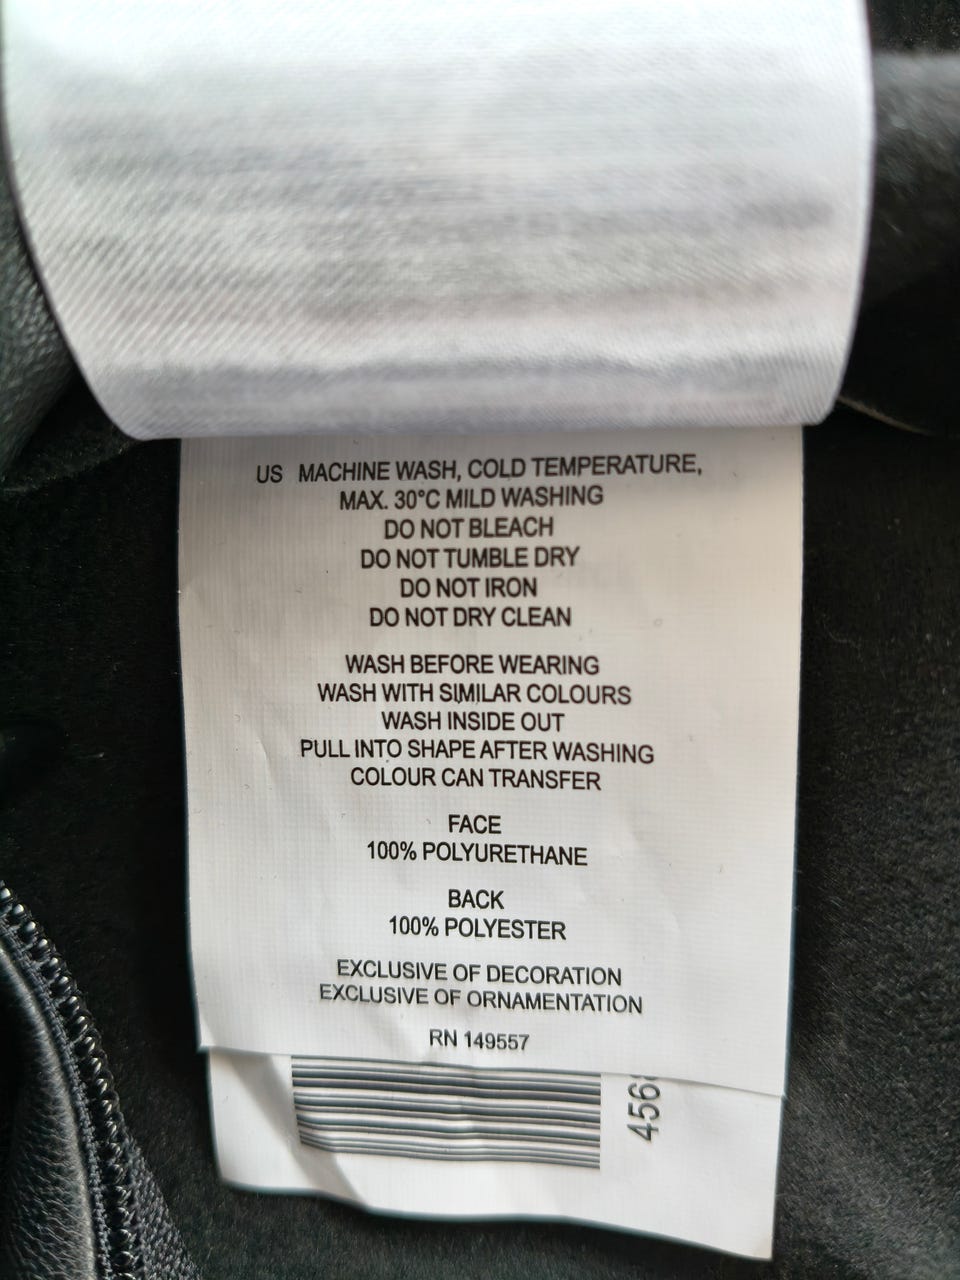 US MACHINE WASH, COLD TEMPERATURE,
MAX. 30°C MILD WASHING
DO NOT BLEACH
DO NOT TUMBLE DRY
DO NOT IRON
DO NOT DRY CLEAN
WASH BEFORE WEARING
WASH WITH SIMILAR COLOURS
WASH INSIDE OUT
PULL INTO SHAPE AFTER WASHING
COLOUR CAN TRANSFER
FACE
100% POLYURETHANE
BACK
100% POLYESTER
EXCLUSIVE OF DECORATION
EXCLUSIVE OF ORNAMENTATION
RN 149557
456